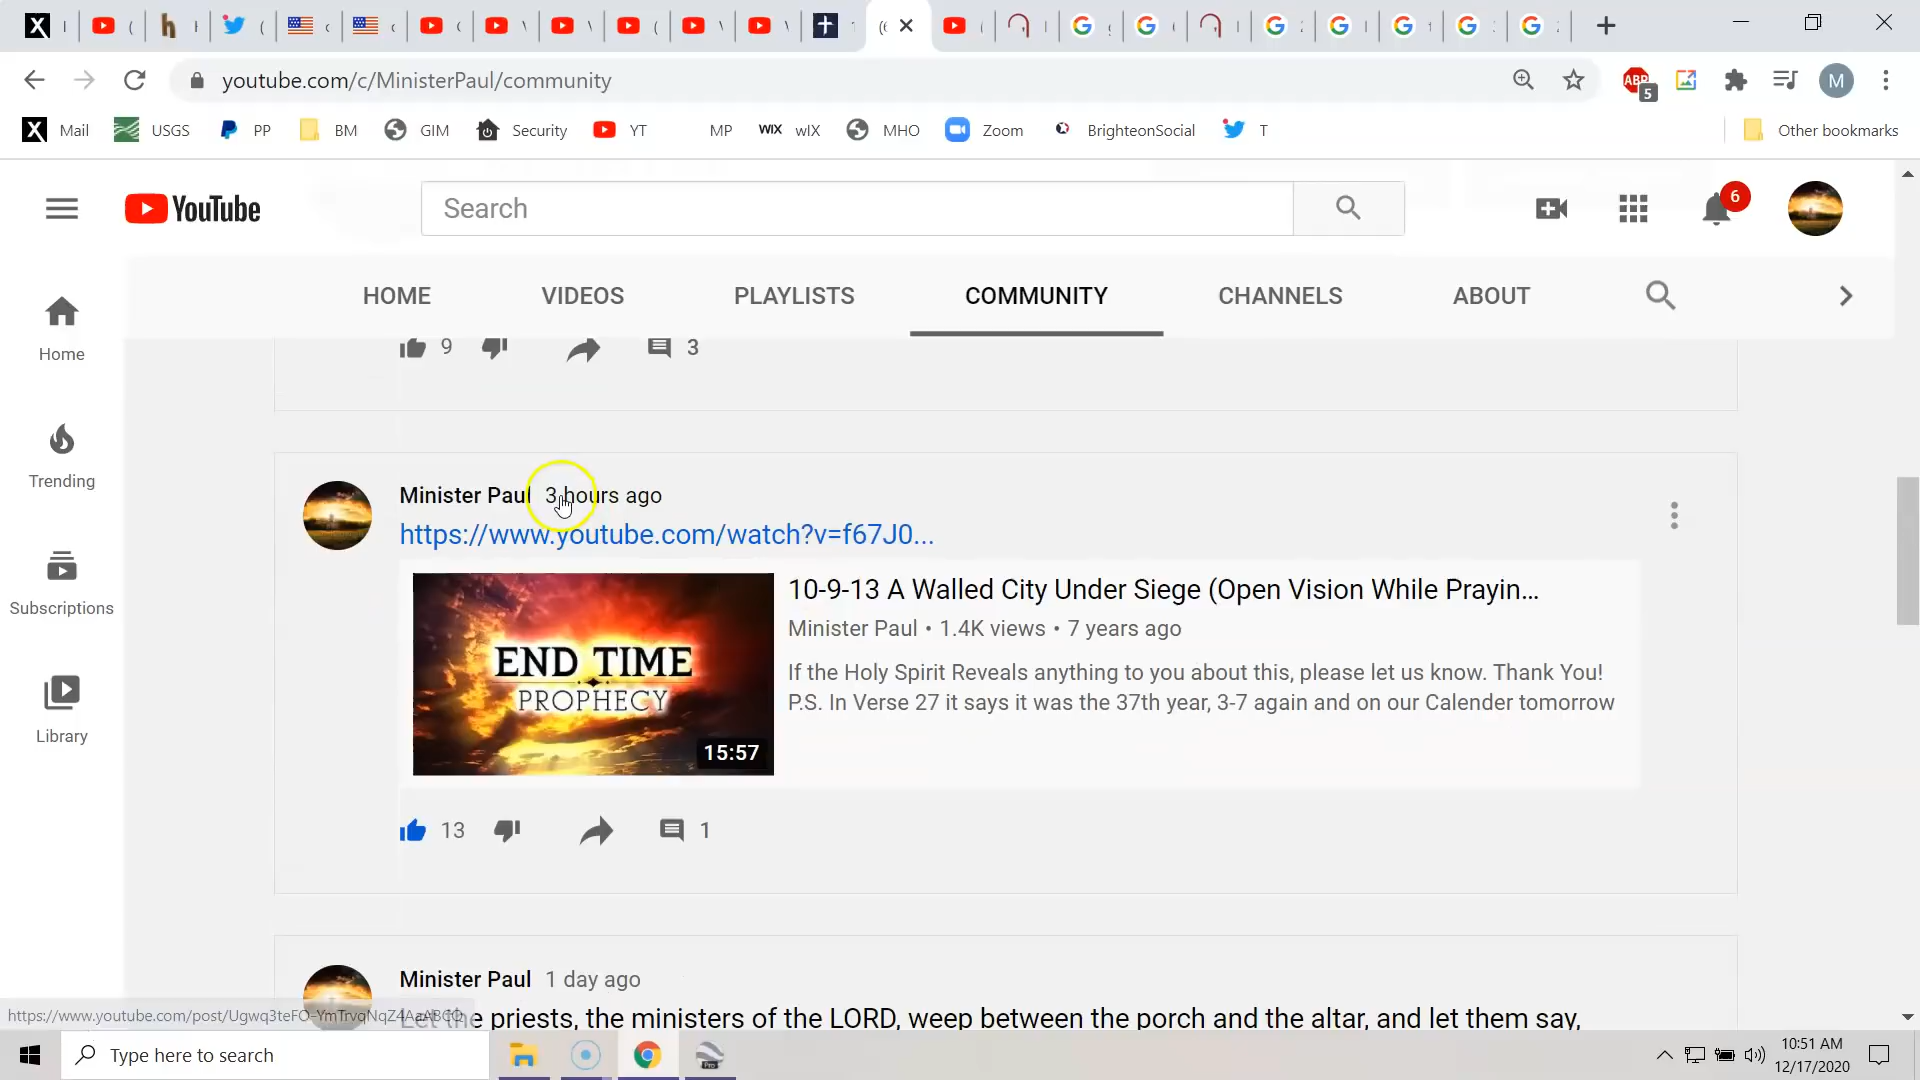 youtube.com/c/MinisterPaul/community
ABP
5
M
X Mail USGS PP BM GIM Security YT MP WIX wIX MHO Zoom BrighteonSocial T Other bookmarks
YouTube
Search
6
HOME VIDEOS PLAYLISTS COMMUNITY CHANNELS ABOUT
Home
Trending
Subscriptions
Library
9 3
Minister Paul 3 hours ago
https://www.youtube.com/watch?v=f67J0...
END TIME
PROPHECY
15:57
10-9-13 A Walled City Under Siege (Open Vision While Prayin...
Minister Paul • 1.4K views • 7 years ago
If the Holy Spirit Reveals anything to you about this, please let us know. Thank You!
P.S. In Verse 27 it says it was the 37th year, 3-7 again and on our Calender tomorrow
13 1
Minister Paul 1 day ago
priests, the ministers of the LORD, weep between the porch and the altar, and let them say,
Type here to search
10:51 AM
12/17/2020